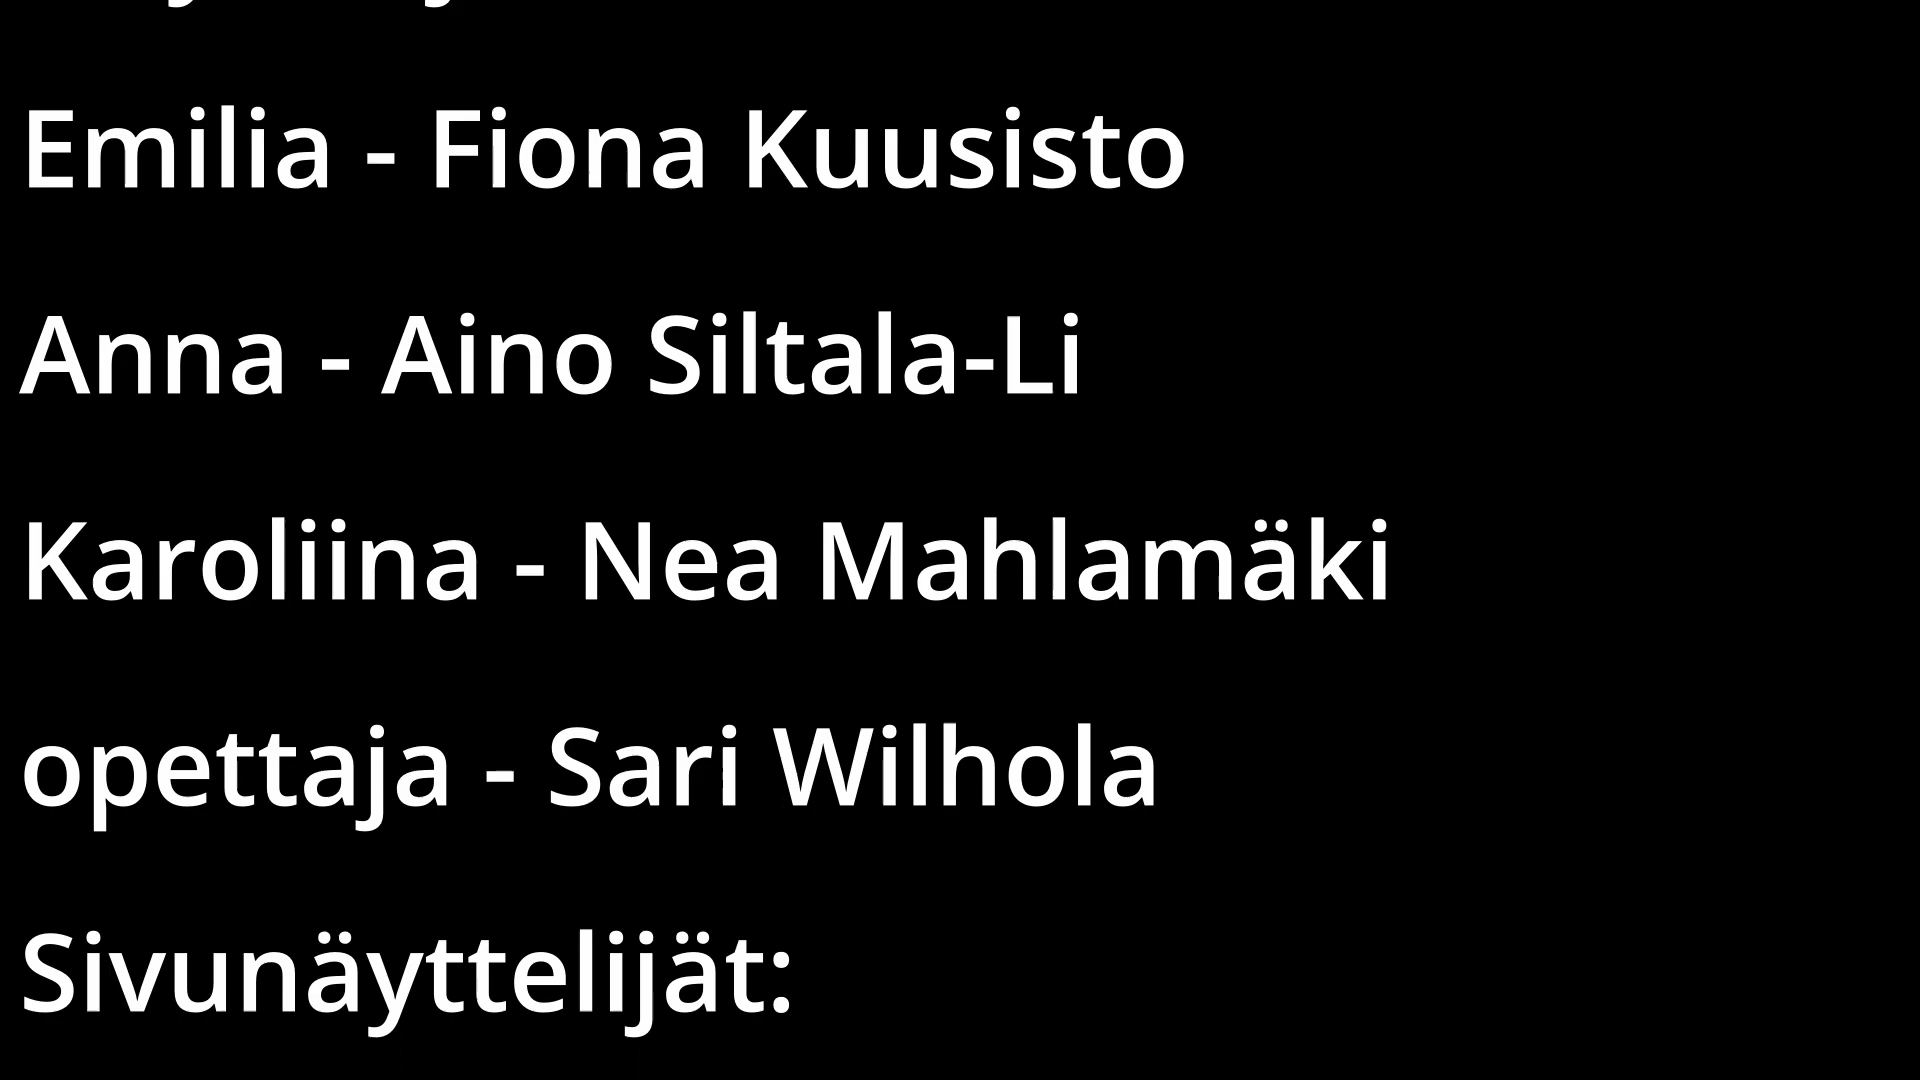 Emilia - Fiona Kuusisto
Anna - Aino Siltala-Li
Karoliina - Nea Mahlamäki
opettaja - Sari Wilhola
Sivunäyttelijät: